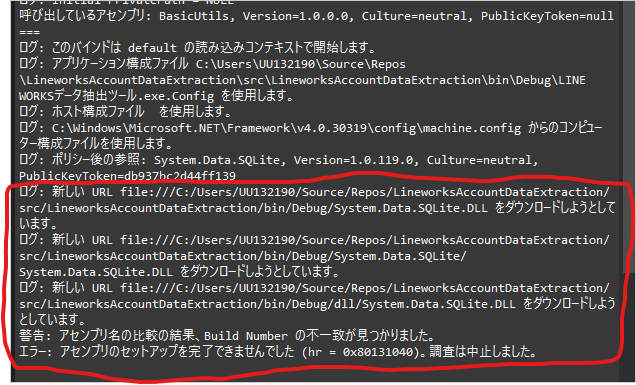 ログ: Initial PrivatePath = NULL
呼び出しているアセンブリ: BasicUtils, Version=1.0.0.0, Culture=neutral, PublicKeyToken=null
===
ログ: このバインドは default の読み込みコンテキストで開始します。
ログ: アプリケーション構成ファイル C:\Users\UU132190\Source\Repos
\LineworksAccountDataExtraction\src\LineworksAccountDataExtraction\bin\Debug\LINE
WORKSデータ抽出ツール.exe.Config を使用します。
ログ: ホスト構成ファイル を使用します。
ログ: C:\Windows\Microsoft.NET\Framework\v4.0.30319\config\machine.config からのコンピュー
ター構成ファイルを使用します。
ログ: ポリシー後の参照: System.Data.SQLite, Version=1.0.119.0, Culture=neutral,
PublicKeyToken=db937bc2d44ff139
ログ: 新しい URL file:///C:/Users/UU132190/Source/Repos/LineworksAccountDataExtraction/
src/LineworksAccountDataExtraction/bin/Debug/System.Data.SQLite.DLL をダウンロードしようとして
います。
ログ: 新しい URL file:///C:/Users/UU132190/Source/Repos/LineworksAccountDataExtraction/
src/LineworksAccountDataExtraction/bin/Debug/System.Data.SQLite/
System.Data.SQLite.DLL をダウンロードしようとしています。
ログ: 新しい URL file:///C:/Users/UU132190/Source/Repos/LineworksAccountDataExtraction/
src/LineworksAccountDataExtraction/bin/Debug/dll/System.Data.SQLite.DLL をダウンロードしよう
としています。
警告: アセンブリ名の比較の結果、Build Number の不一致が見つかりました。
エラー: アセンブリのセットアップを完了できませんでした (hr = 0x80131040)。調査は中止しました。